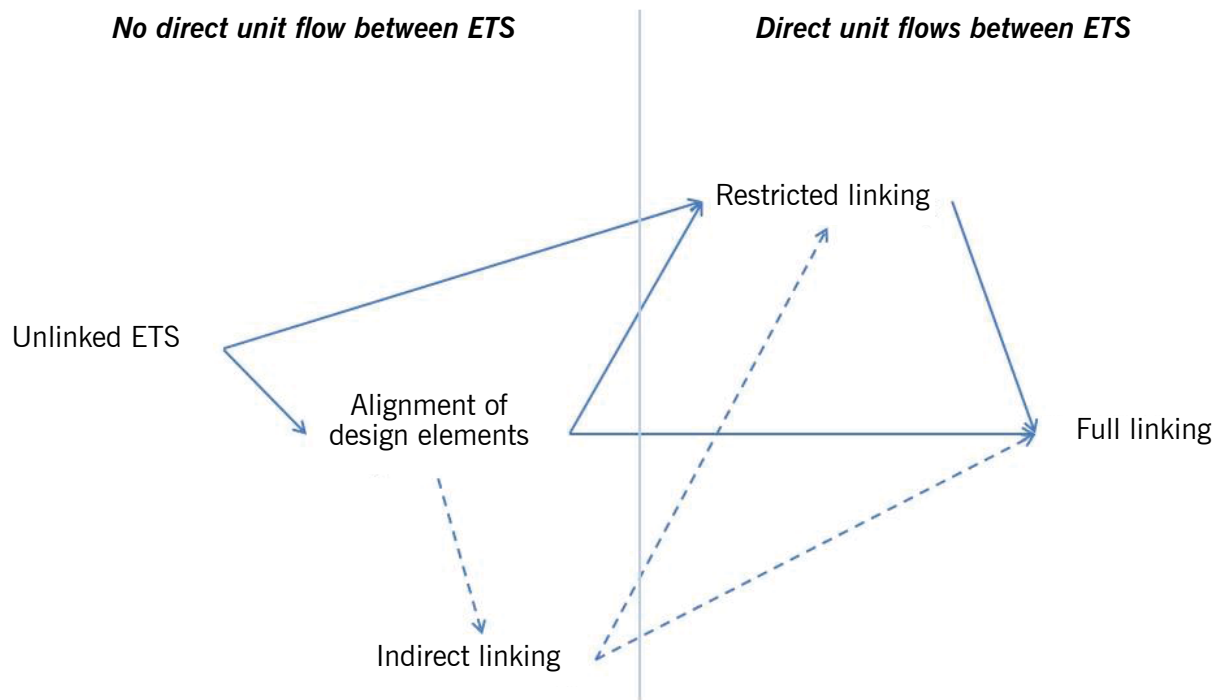 No direct unit flow between ETS
Direct unit flows between ETS
Restricted linking
Unlinked ETS
Alignment of
design elements
Full linking
Indirect linking